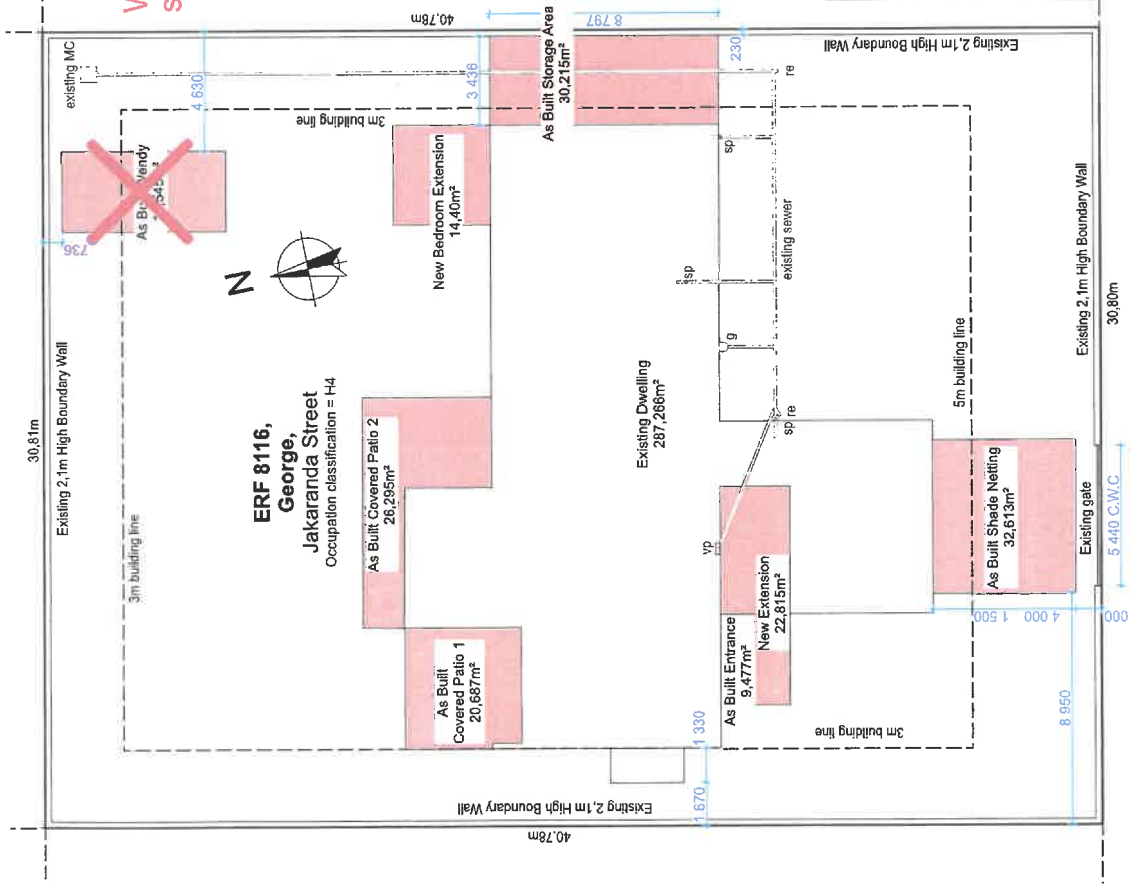 40,78m
30,81m
Existing 2,1m High Boundary Wall
existing MC
4 630
8 797
230
Existing 2,1m High Boundary Wall
3 436
3m building line
As Built Storage Area
30,215m²
736
N
New Bedroom Extension
14,40m²
3m building line
ERF 8116,
George,
Jakaranda Street
Occupation classification = H4
As Built Covered Patio 2
26,295m²
As Built
Covered Patio 1
20,687m²
Existing Dwelling
287,266m²
re
sp
existing sewer
sp
g
sp re
vp
As Built Entrance
9,477m²
New Extension
22,815m²
As Built Shade Netting
32,613m²
5m building line
3m building line
1 330
1 670
Existing 2,1m High Boundary Wall
40,78m
8 950
1 500
4 000
000
Existing gate
5 440 C.W.C
Existing 2,1m High Boundary Wall
30,80m